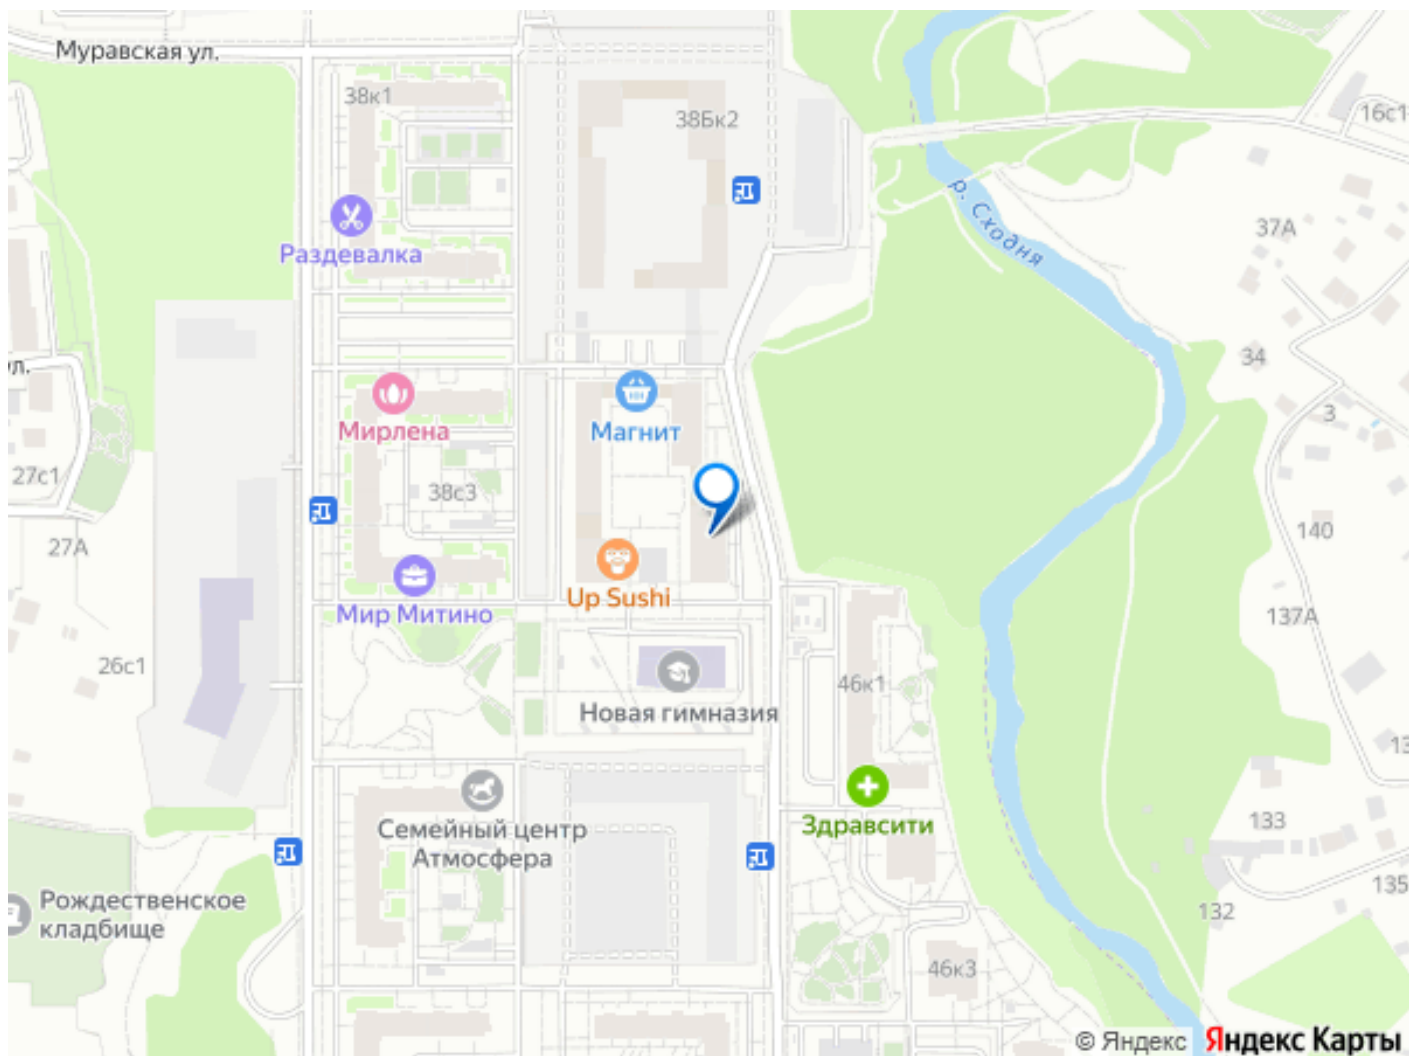 Муравская ул.
38к1
38Бк2
16с1
р. Сходня
37А
Раздевалка
34
ул.
3
Мирлена
Магнит
27с1
38с3
140
27А
Up Sushi
Мир Митино
137А
26с1
46к1
Новая гимназия
13
Здравсити
133
Семейный центр
Атмосфера
135
Рождественское
кладбище
132
46к3
© Яндекс
Яндекс Карты